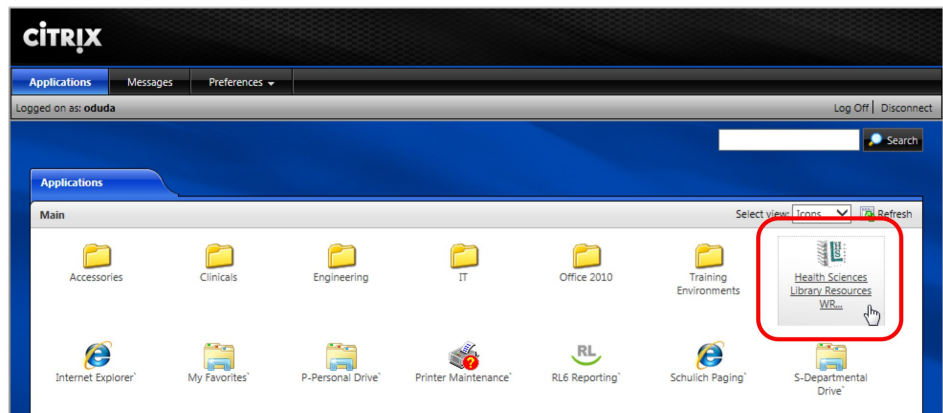 CITRIX
Applications Messages Preferences
Logged on as: oduda Log Off | Disconnect
Search
Applications
Main Select view: Icons Refresh
Accessories Clinicals Engineering IT Office 2010 Training Environments Health Sciences Library Resources WR...
Internet Explorer` My Favorites` P-Personal Drive` Printer Maintenance` RL RL6 Reporting` Schulich Paging` S-Departmental Drive`